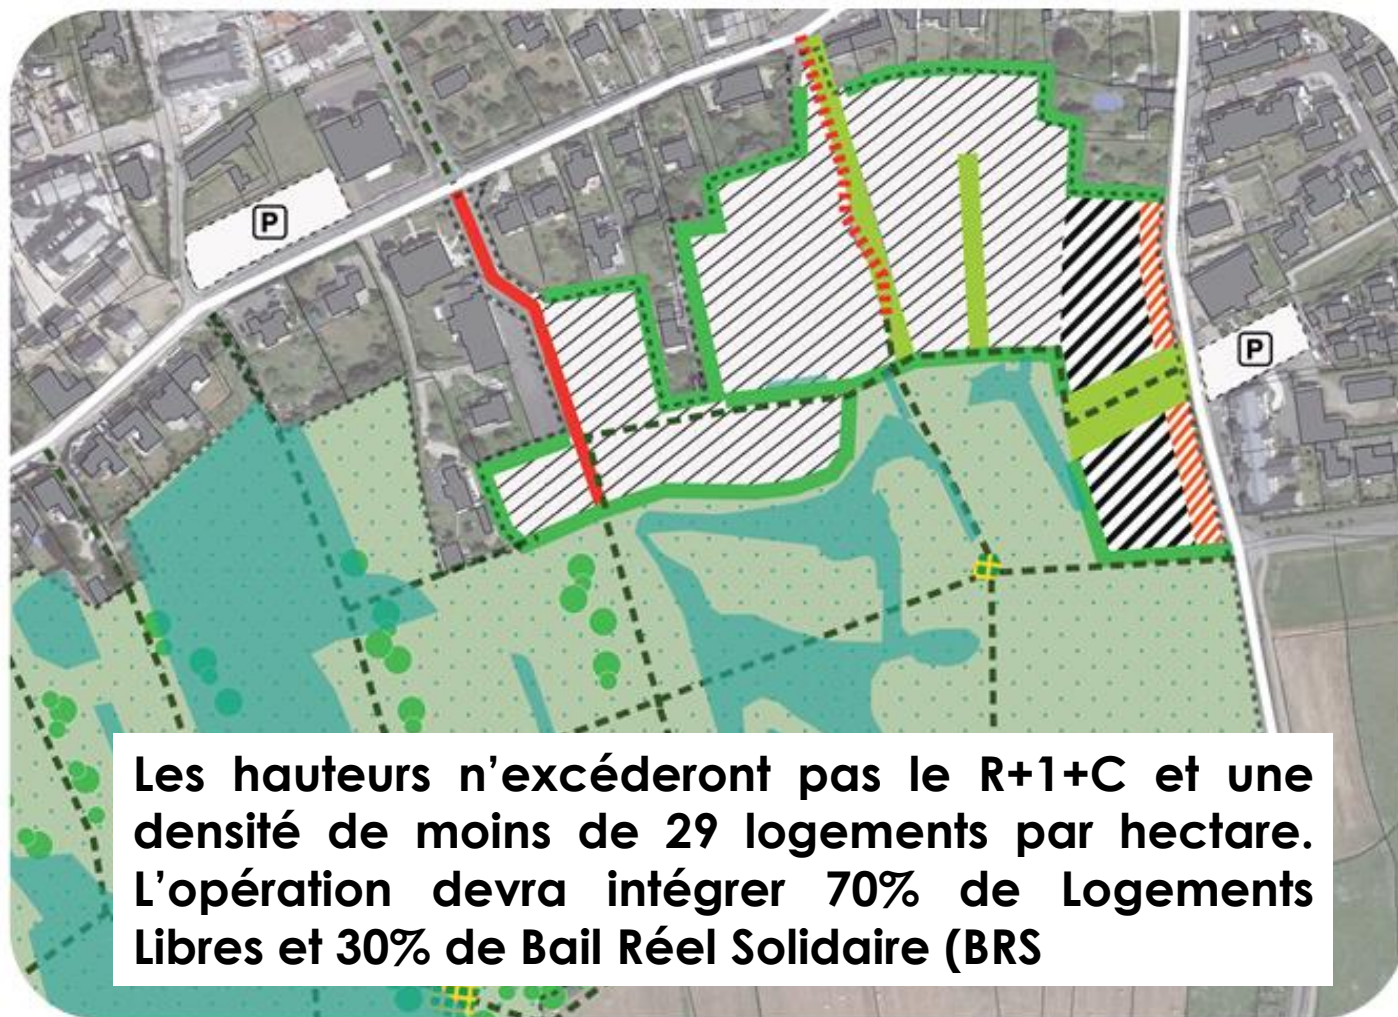 P
P
Les hauteurs n’excéderont pas le R+1+C et une
densité de moins de 29 logements par hectare.
L’opération devra intégrer 70% de Logements
Libres et 30% de Bail Réel Solidaire (BRS